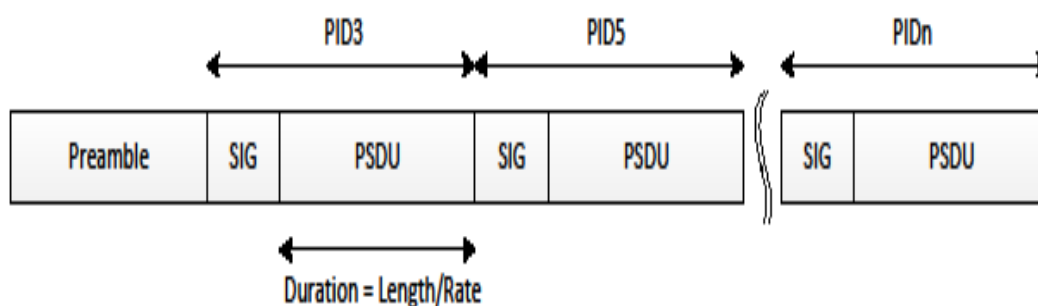 PID3 PID5 PIDn
Preamble SIG PSDU SIG PSDU SIG PSDU
Duration = Length/Rate